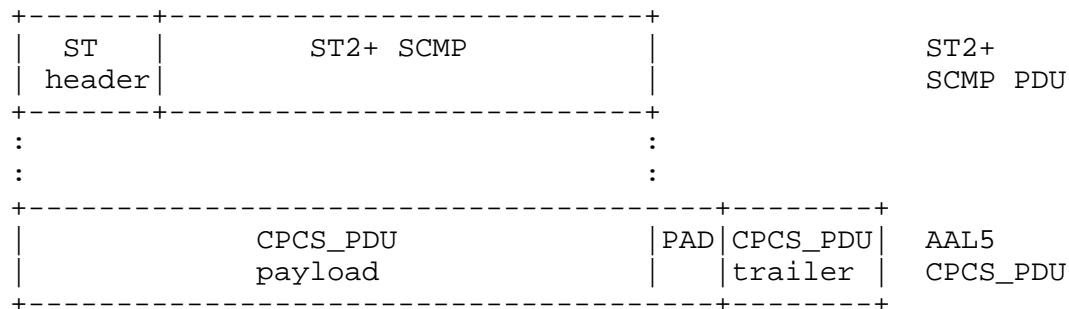 +-------+---------------------------+
|  ST   |        ST2+ SCMP          |               ST2+
| header|                           |               SCMP PDU
+-------+---------------------------+
:                                   :
:                                   :
+---------------------------------------+--------+
|             CPCS_PDU              |PAD|CPCS_PDU|  AAL5
|             payload               |   |trailer |  CPCS_PDU
+---------------------------------------+--------+